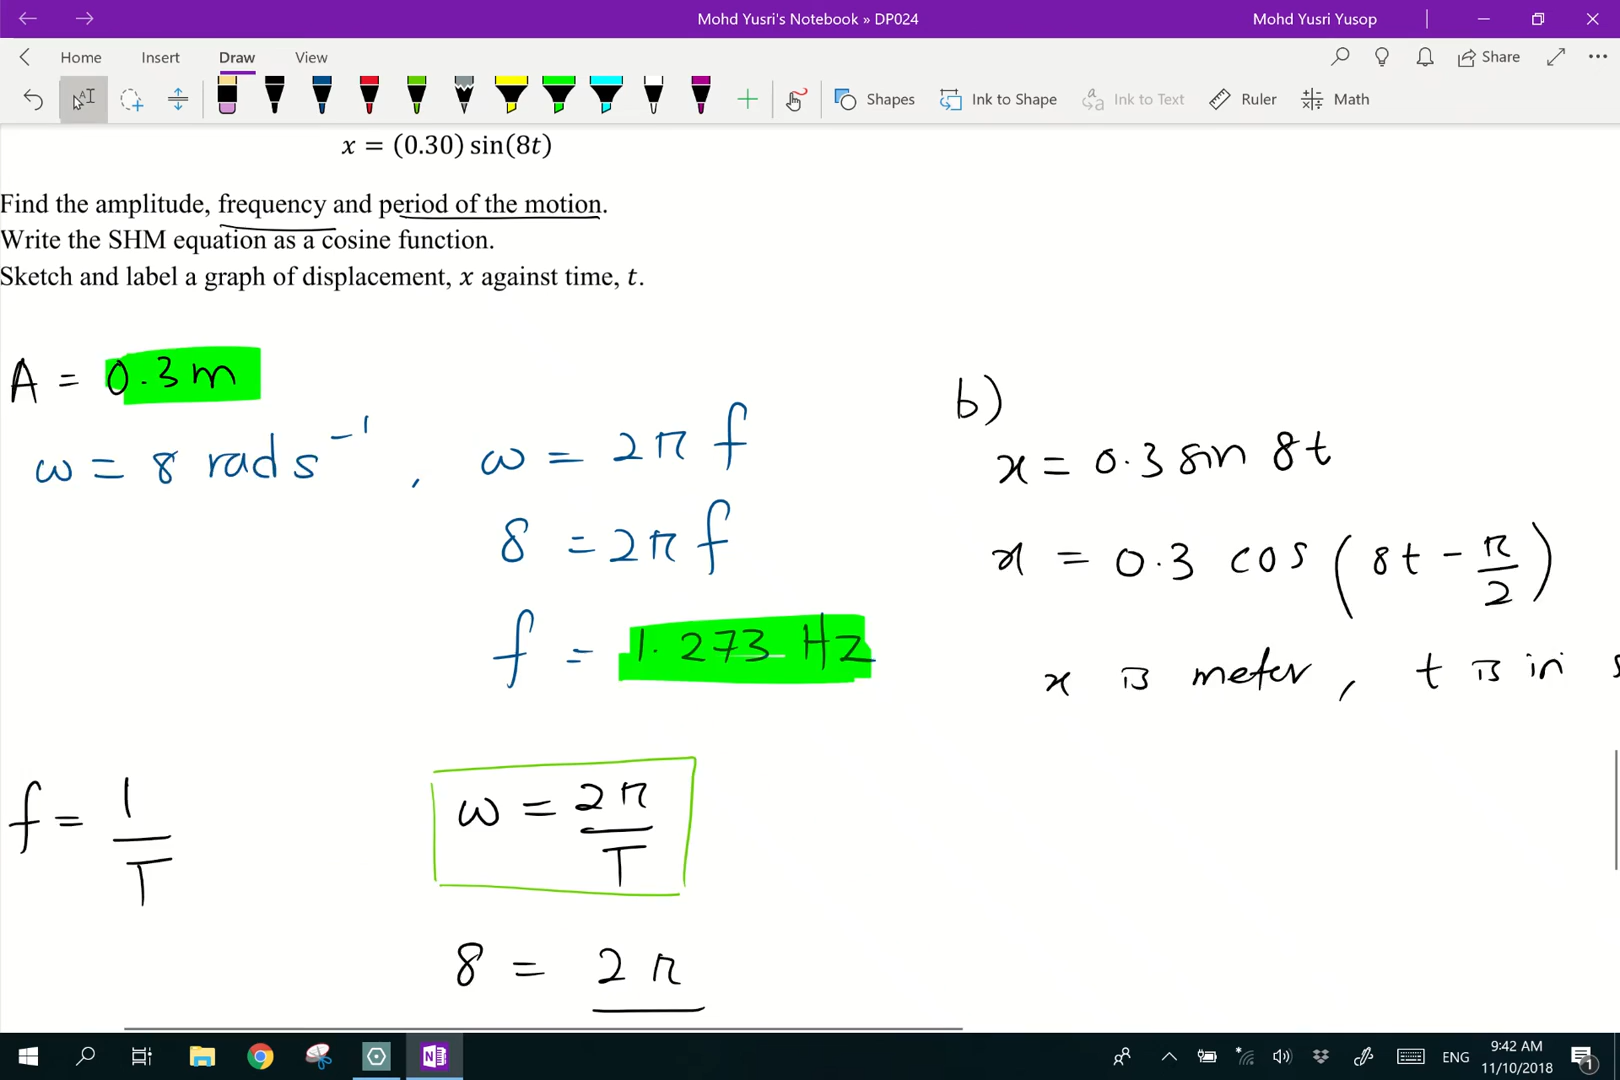 Mohd Yusri's Notebook » DP024
Mohd Yusri Yusop
Home Insert Draw View
Share
Shapes Ink to Shape Ink to Text Ruler Math
x = (0.30) sin(8t)
Find the amplitude, frequency and period of the motion.
Write the SHM equation as a cosine function.
Sketch and label a graph of displacement, x against time, t.
A = 0.3 m
ω = 8 rad s⁻¹ , ω = 2π f
8 = 2π f
f = 1.273 Hz
f = 1/T
ω = 2π/T
8 = 2π
b)
x = 0.3 sin 8t
x = 0.3 cos (8t - π/2)
x is meter, t is in s
ENG
9:42 AM
11/10/2018
1